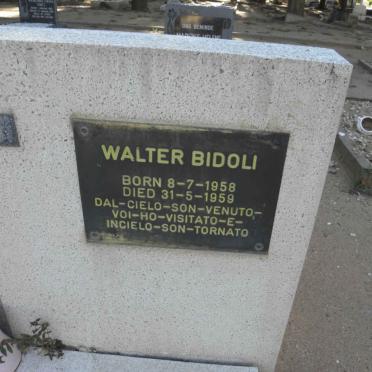 WALTER BIDOLI
BORN 8-7-1958
DIED 31-5-1959
DAL-CIELO-SON-VENUTO-
VOI-HO-VISITATO-E-
INCIELO-SON-TORNATO